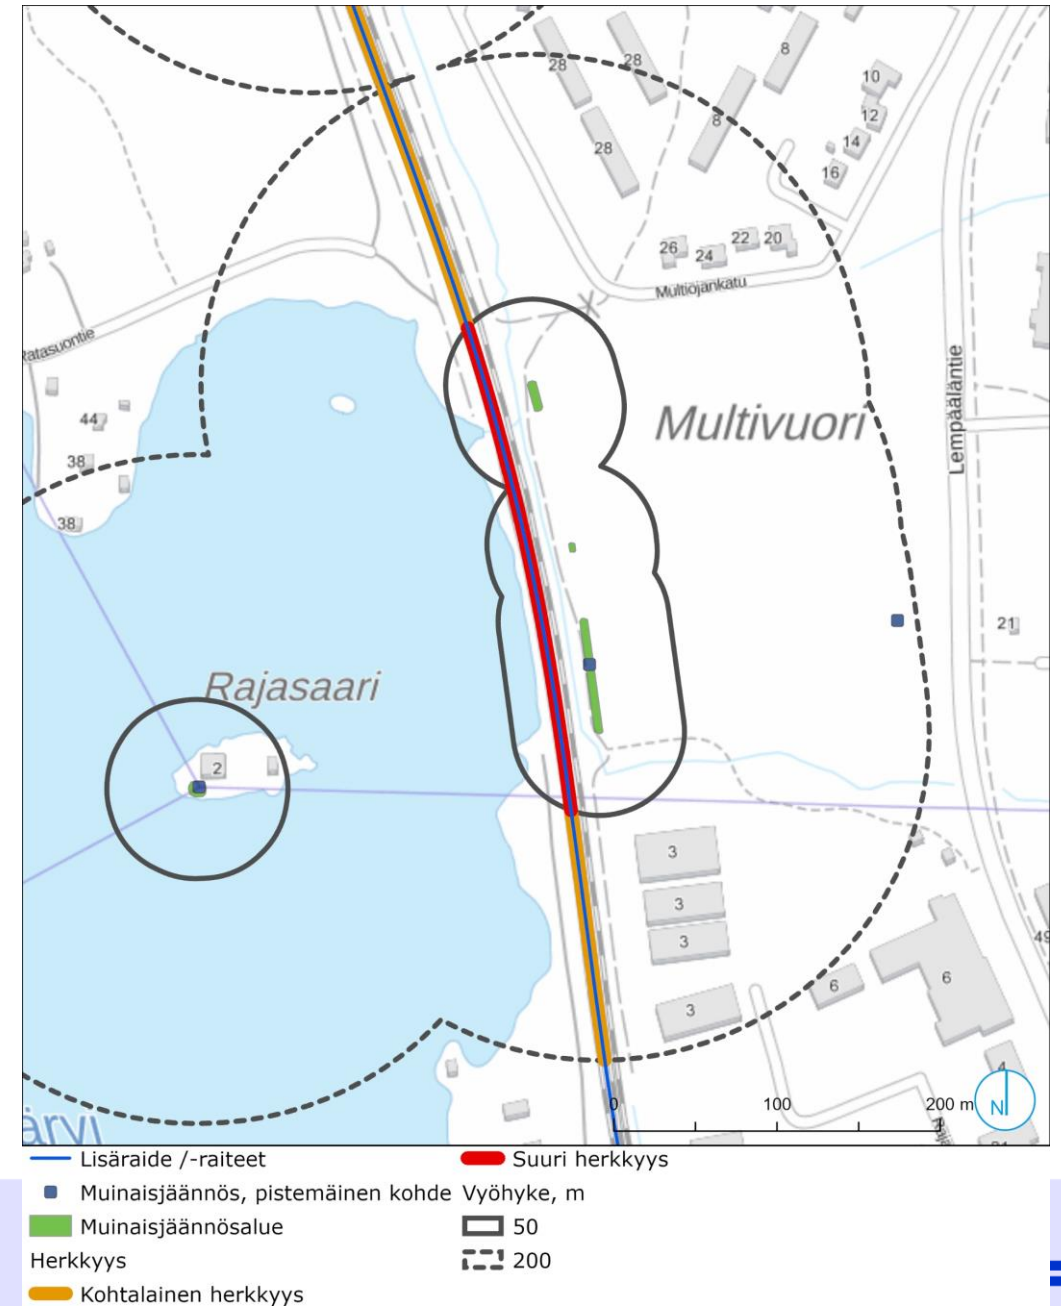 28
28
8
8
10
12
14
16
28
26
24
22
20
Multiojankatu
Ratasuontie
44
38
38
Multivuori
Lempääläntie
21
Rajasaari
2
3
3
3
3
6
6
49
4
järvi
0 100 200 m
N
Lisäraide /-raiteet
Muinaisjäännös, pistemäinen kohde
Muinaisjäännösalue
Herkkyys
Kohtalainen herkkyys
Suuri herkkyys
Vyöhyke, m
50
200